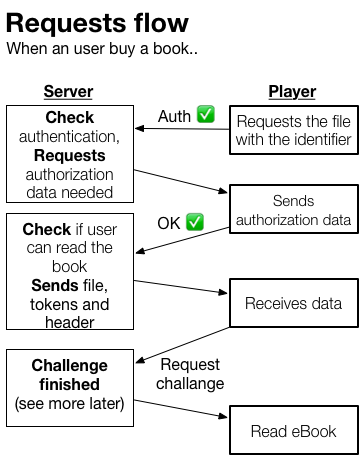 Requests flow
When an user buy a book..
Server
Player
Check
authentication,
Requests
authorization
data needed
Auth
Requests the file
with the identifier
Sends
authorization data
OK
Check if user
can read the
book
Sends file,
tokens and
header
Receives data
Challenge
finished
(see more later)
Request
challange
Read eBook